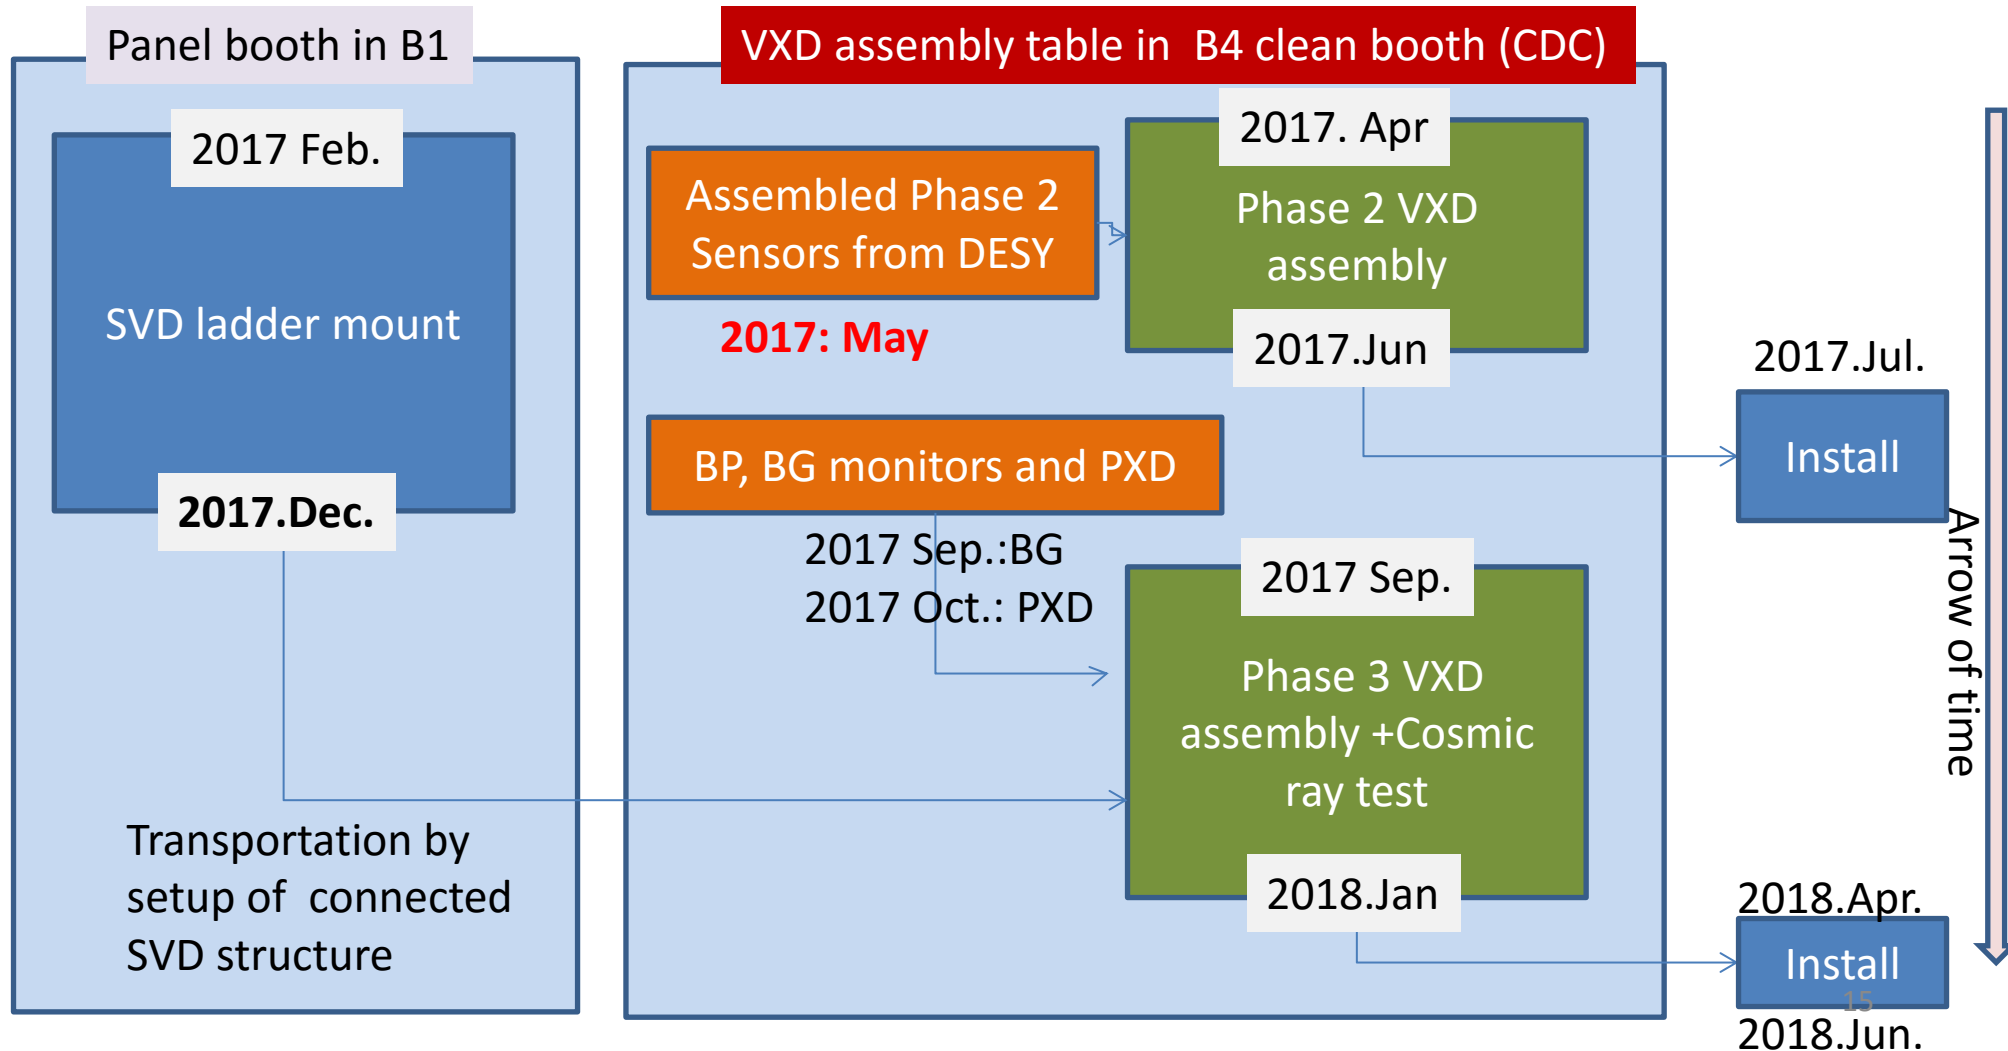 Panel booth in B1
2017 Feb.
SVD ladder mount
2017.Dec.
Transportation by
setup of  connected
SVD structure
VXD assembly table in  B4 clean booth (CDC)
Assembled Phase 2
Sensors from DESY
2017: May
2017. Apr
Phase 2 VXD
assembly
2017.Jun
BP, BG monitors and PXD
2017 Sep.:BG
2017 Oct.: PXD
2017 Sep.
Phase 3 VXD
assembly +Cosmic
ray test
2018.Jan
2017.Jul.
Install
2018.Apr.
Install
15
2018.Jun.
Arrow of time